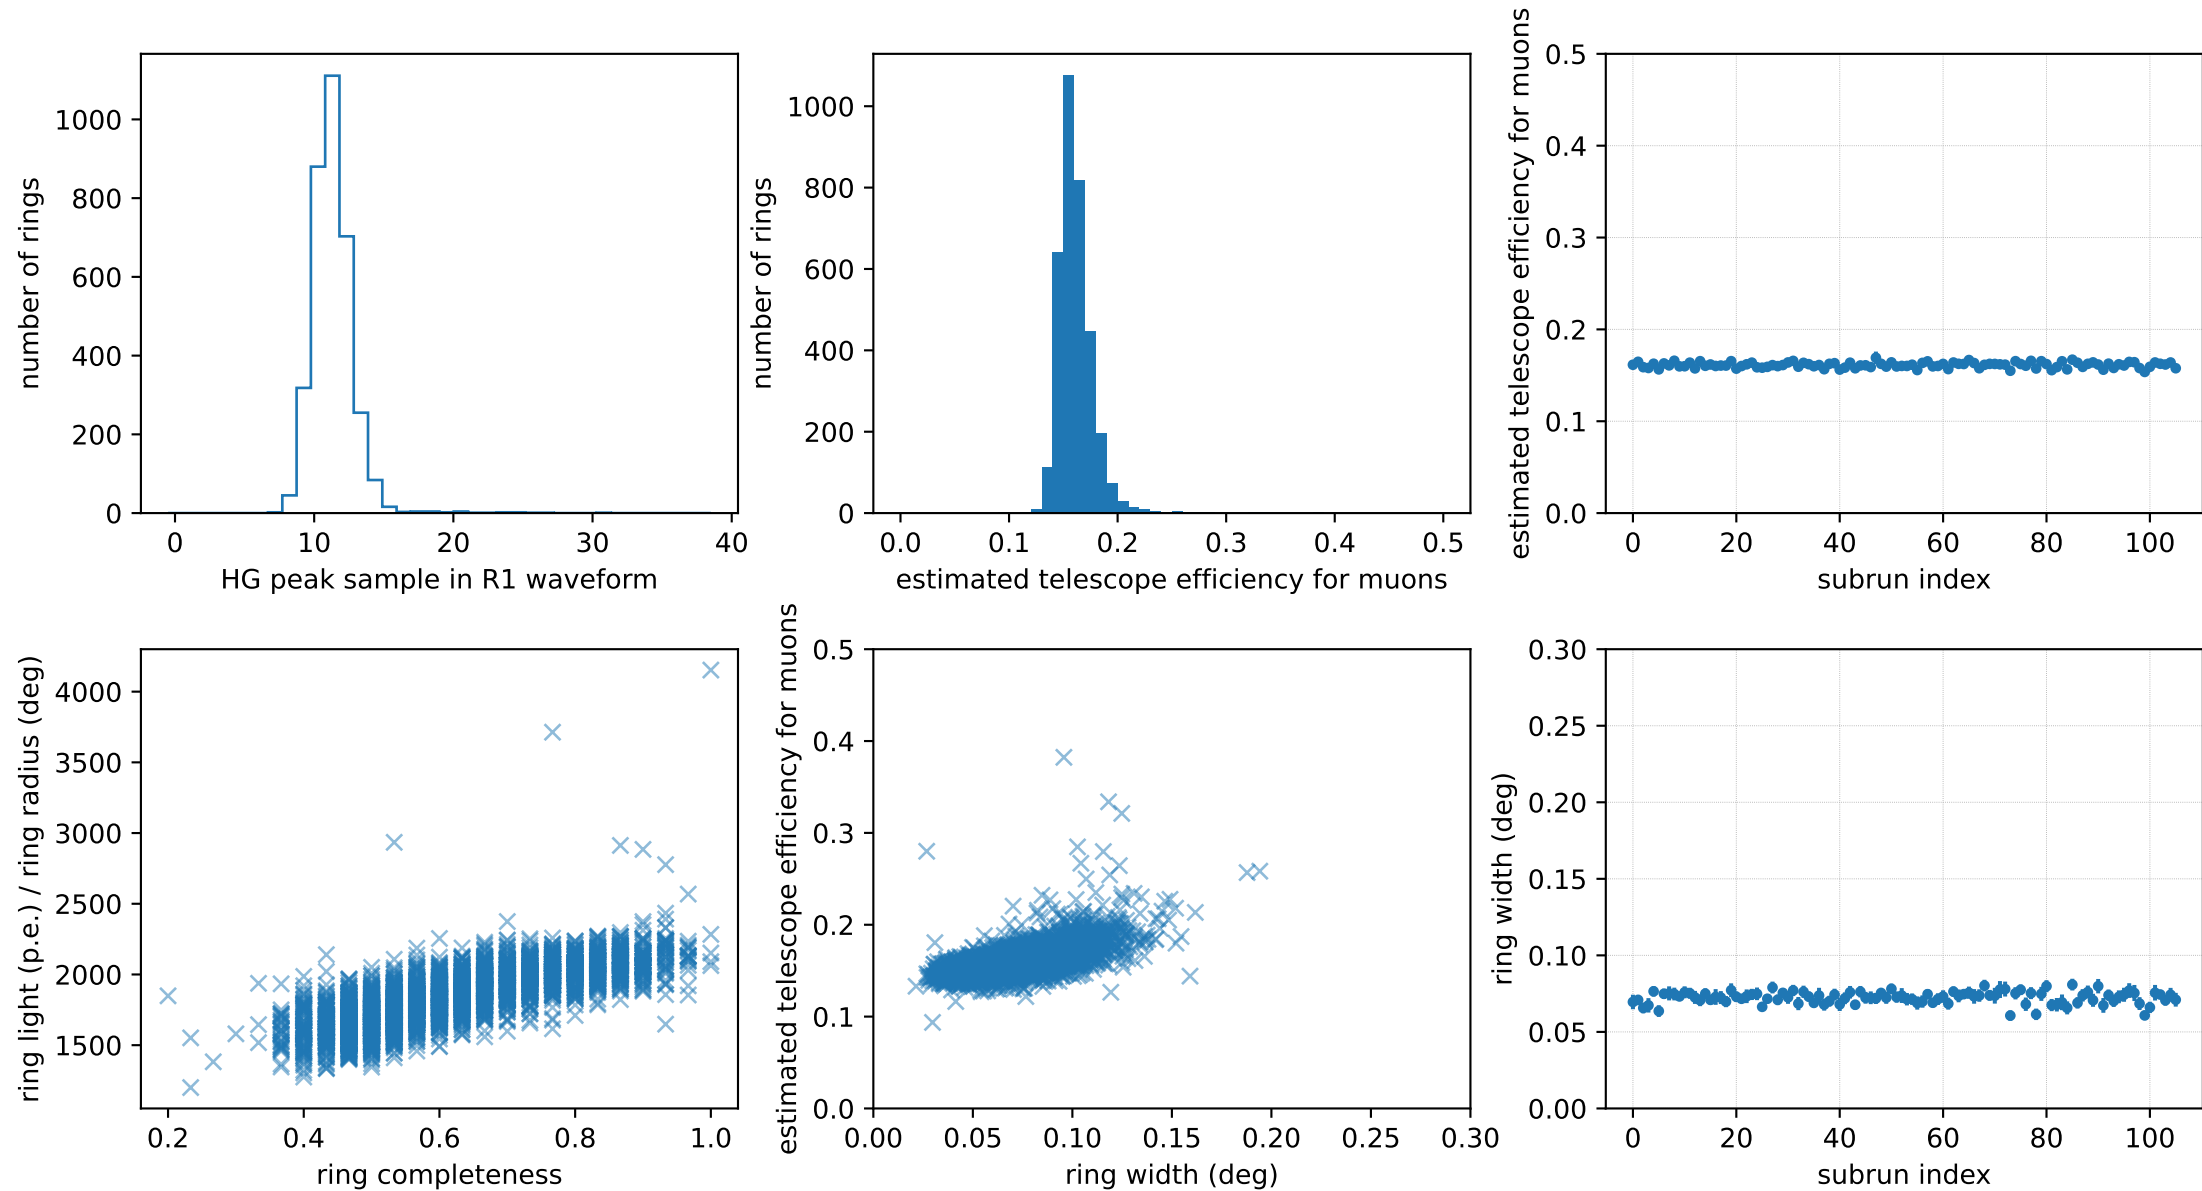 number of rings
1000
800
600
400
200
0
0 10 20 30 40
HG peak sample in R1 waveform
number of rings
1000
800
600
400
200
0
0.0 0.1 0.2 0.3 0.4 0.5
estimated telescope efficiency for muons
estimated telescope efficiency for muons
0.5
0.4
0.3
0.2
0.1
0.0
0 20 40 60 80 100
subrun index
ring light (p.e.) / ring radius (deg)
4000
3500
3000
2500
2000
1500
0.2 0.4 0.6 0.8 1.0
ring completeness
estimated telescope efficiency for muons
0.5
0.4
0.3
0.2
0.1
0.0
0.00 0.05 0.10 0.15 0.20 0.25 0.30
ring width (deg)
ring width (deg)
0.30
0.25
0.20
0.15
0.10
0.05
0.00
0 20 40 60 80 100
subrun index